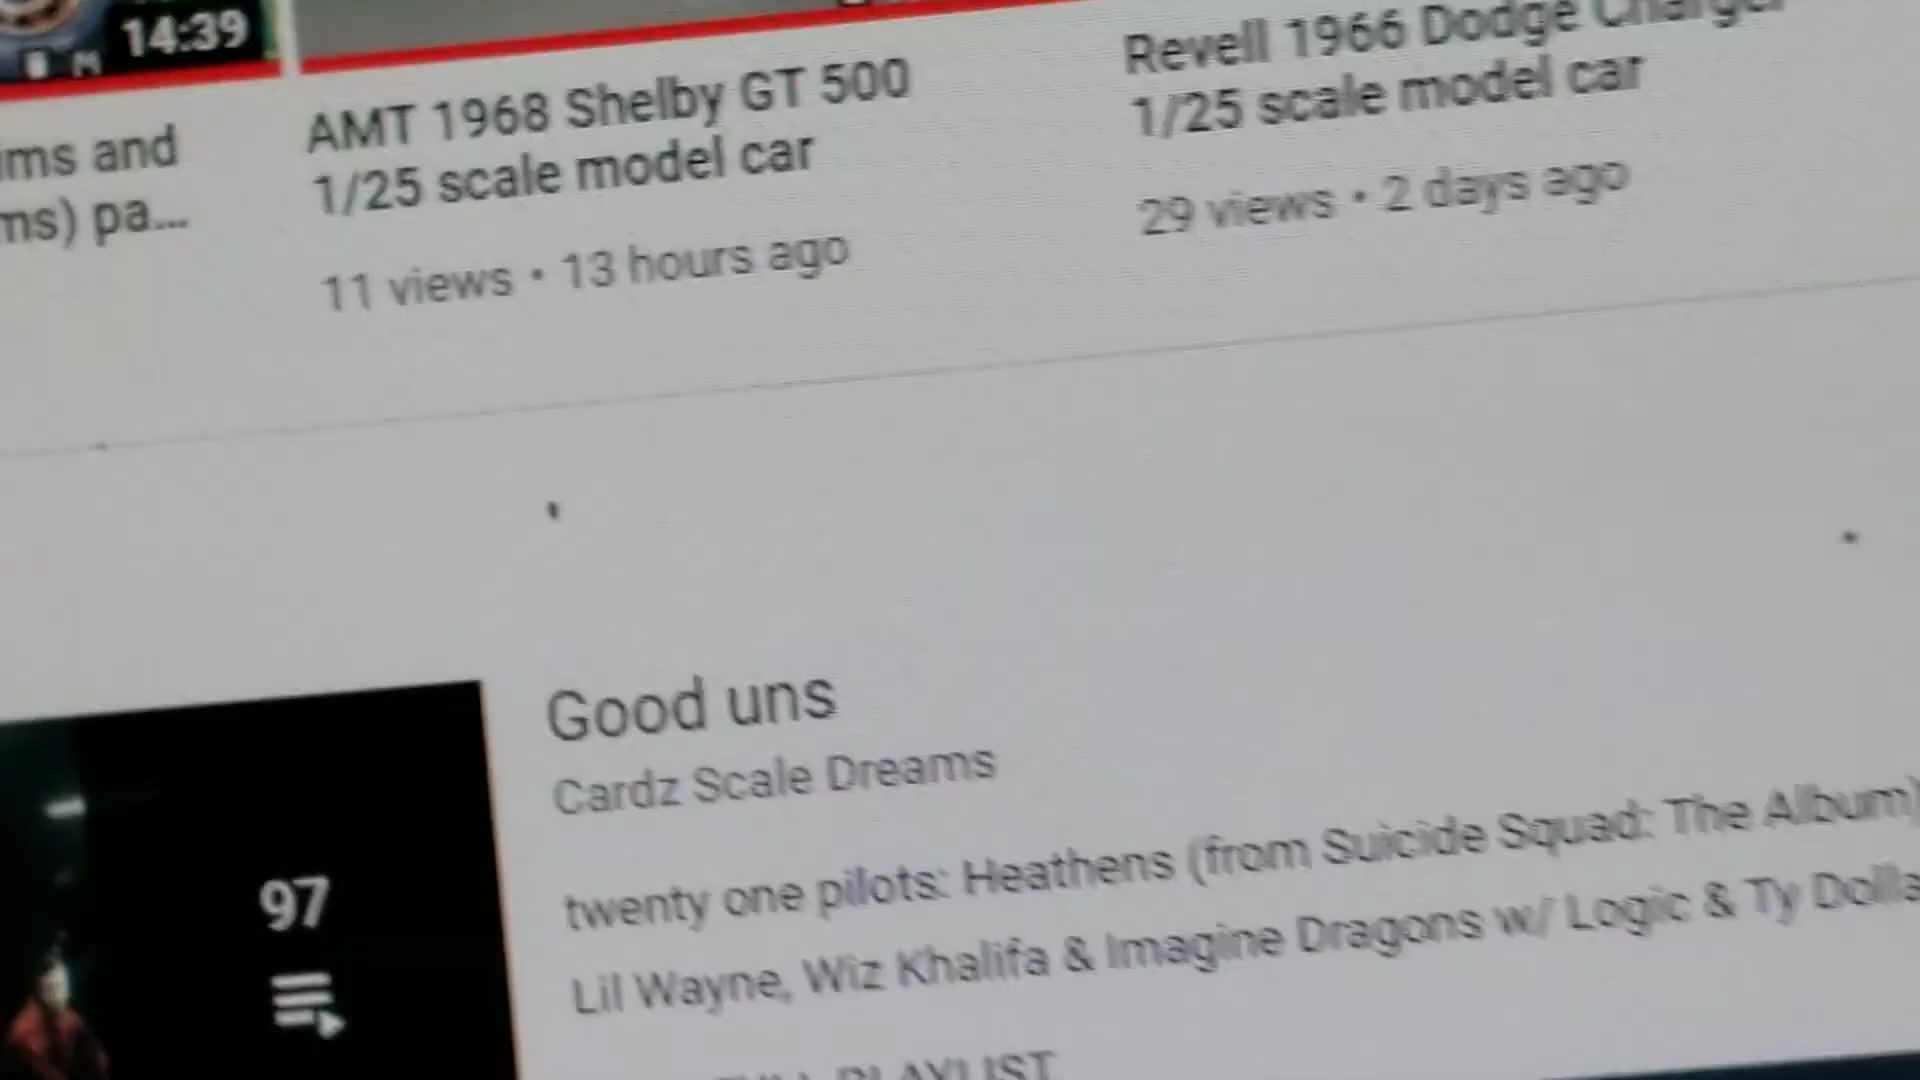 14:39
ims and
ms) pa...
AMT 1968 Shelby GT 500
1/25 scale model car
11 views • 13 hours ago
Revell 1966 Dodge Charger
1/25 scale model car
29 views • 2 days ago
97
Good uns
Cardz Scale Dreams
twenty one pilots: Heathens (from Suicide Squad: The Album)
Lil Wayne, Wiz Khalifa & Imagine Dragons w/ Logic & Ty Dolla
FULL PLAYLIST